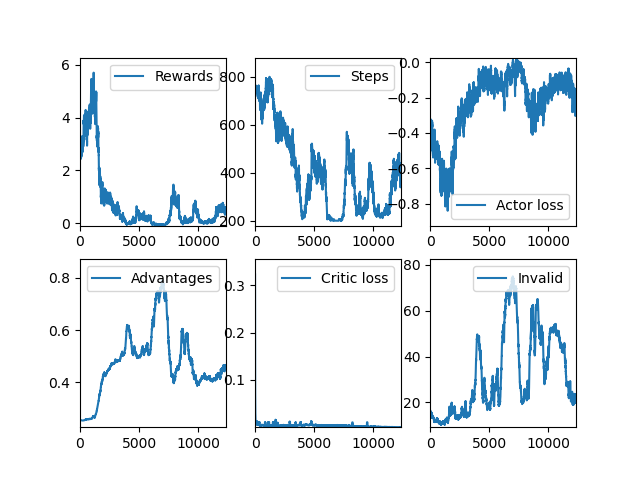 Rewards
6
4
2
0
0 5000 10000
Steps
800
600
400
200
0 5000 10000
Actor loss
0.0
−0.2
−0.4
−0.6
−0.8
0 5000 10000
Advantages
0.8
0.6
0.4
0 5000 10000
Critic loss
0.3
0.2
0.1
0 5000 10000
Invalid
80
60
40
20
0 5000 10000